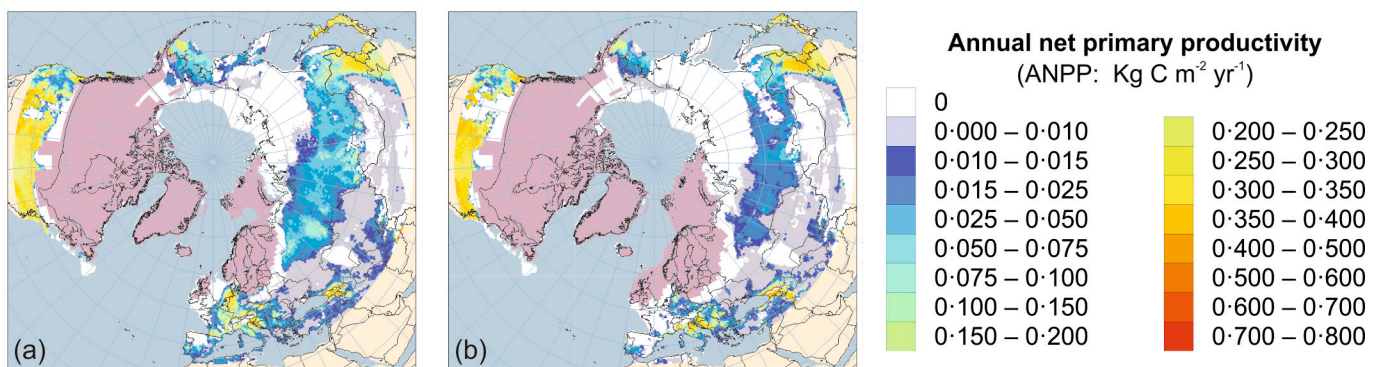 (a)
(b)
Annual net primary productivity
(ANPP: Kg C m⁻² yr⁻¹)
0
0·000 – 0·010
0·010 – 0·015
0·015 – 0·025
0·025 – 0·050
0·050 – 0·075
0·075 – 0·100
0·100 – 0·150
0·150 – 0·200
0·200 – 0·250
0·250 – 0·300
0·300 – 0·350
0·350 – 0·400
0·400 – 0·500
0·500 – 0·600
0·600 – 0·700
0·700 – 0·800